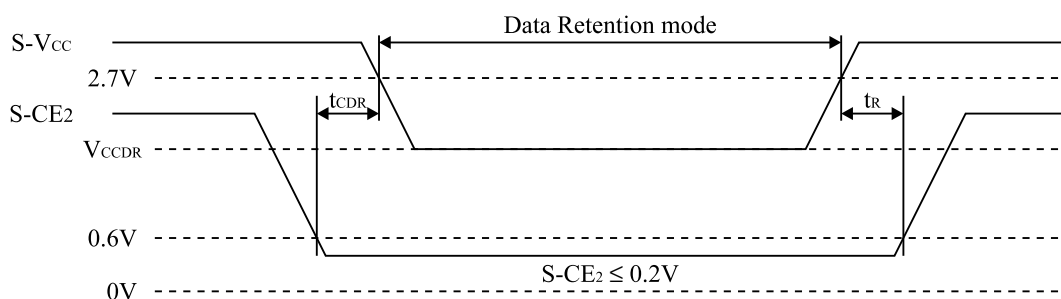 Data Retention mode
S-VCC
2.7V
tCDR
tR
S-CE2
VCCDR
0.6V
S-CE2 ≤ 0.2V
0V